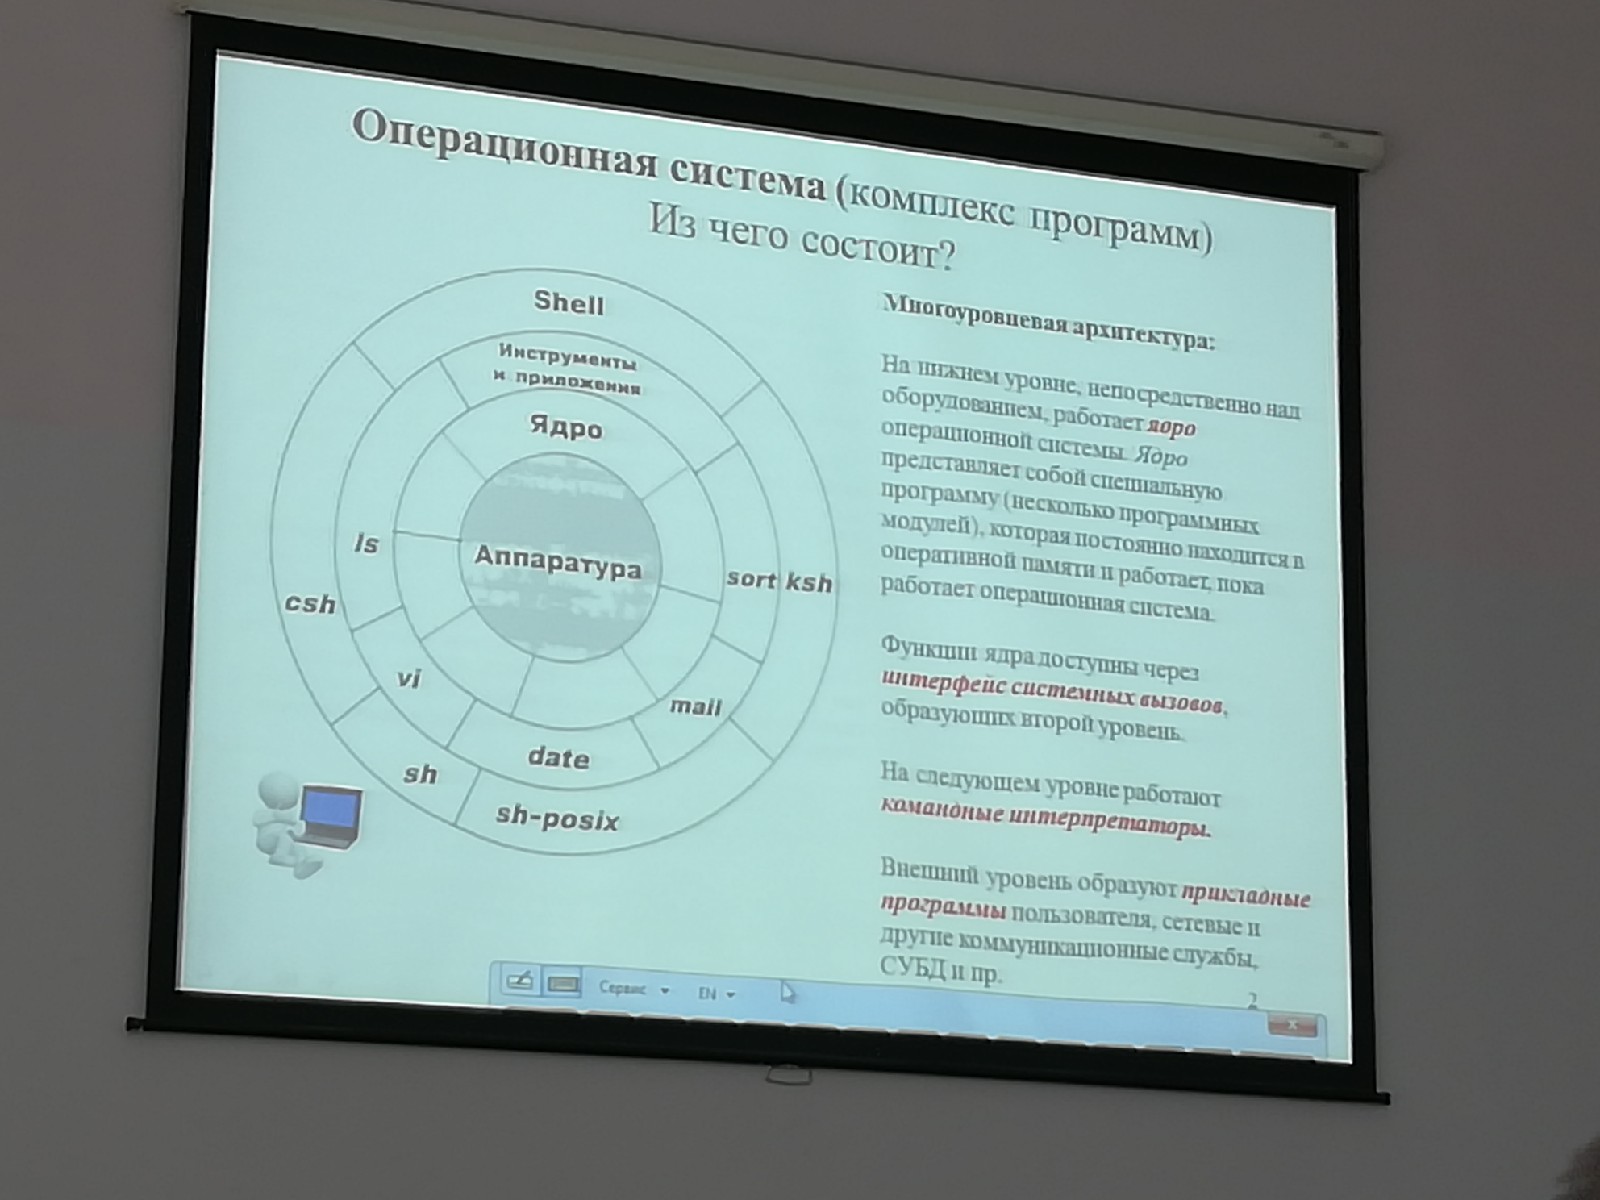 Операционная система (комплекс программ)
Из чего состоит?
Shell
Инструменты
и приложения
Ядро
Аппаратура
ls
sort
ksh
csh
vi
mail
date
sh
sh-posix
Многоуровневая архитектура:
На нижнем уровне, непосредственно над
оборудованием, работает ядро
операционной системы. Ядро
представляет собой специальную
программу (несколько программных
модулей), которая постоянно находится в
оперативной памяти и работает, пока
работает операционная система.
Функции ядра доступны через
интерфейс системных вызовов,
образующих второй уровень.
На следующем уровне работают
командные интерпретаторы.
Внешний уровень образуют прикладные
программы пользователя, сетевые и
другие коммуникационные службы,
СУБД и пр.
2
Сервис
EN